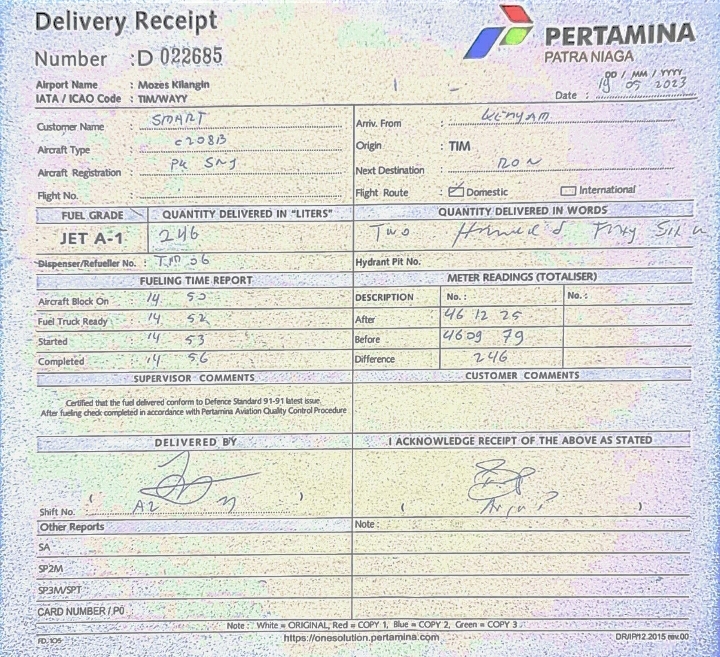 Delivery Receipt
PERTAMINA
PATRA NIAGA
Number : D 022685
Airport Name : Mozes Kilangin
IATA / ICAO Code : TIM/WAYY
DD / MM / YYYY
Date : 19 05 2023
Customer Name : SMART
Arriv. From : KENYAM
Aircraft Type : C208B
Origin : TIM
Aircraft Registration : PK SNJ
Next Destination : RON
Flight No. :
Flight Route : Domestic International
FUEL GRADE QUANTITY DELIVERED IN "LITERS" QUANTITY DELIVERED IN WORDS
JET A-1 246 Two
Dispenser/Refueller No. : TIM 06 Hydrant Pit No.
FUELING TIME REPORT METER READINGS (TOTALISER)
Aircraft Block On : 14 50 DESCRIPTION No. : No. :
Fuel Truck Ready : 14 52 After 46 12 25
Started : 14 53 Before 4609 79
Completed : 14 56 Difference 246
SUPERVISOR COMMENTS CUSTOMER COMMENTS
Certified that the fuel delivered conform to Defence Standard 91-91 latest issue.
After fueling check completed in accordance with Pertamina Aviation Quality Control Procedure
DELIVERED BY I ACKNOWLEDGE RECEIPT OF THE ABOVE AS STATED
Shift No. ( ) ( )
Other Reports Note :
SA
SP2M
SP3M/SPT
CARD NUMBER / PO
Note : White = ORIGINAL, Red = COPY 1, Blue = COPY 2, Green = COPY 3
FD. 105 https://onesolution.pertamina.com DR/IP/12.2015 rev.00